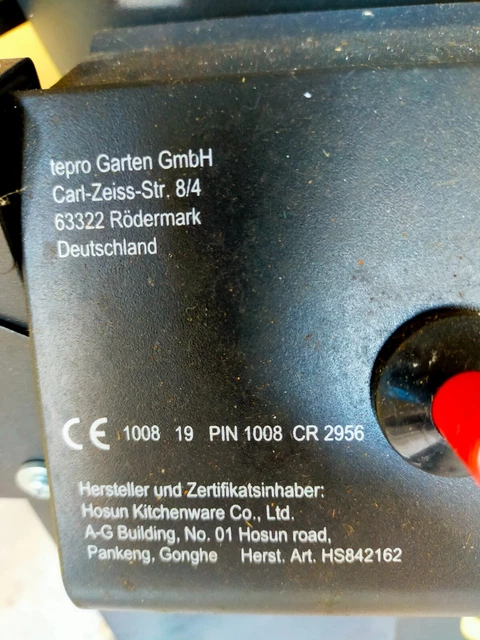 tepro Garten GmbH
Carl-Zeiss-Str. 8/4
63322 Rödermark
Deutschland
CE 1008 19 PIN 1008 CR 2956
Hersteller und Zertifikatsinhaber:
Hosun Kitchenware Co., Ltd.
A-G Building, No. 01 Hosun road,
Pankeng, Gonghe Herst. Art. HS842162